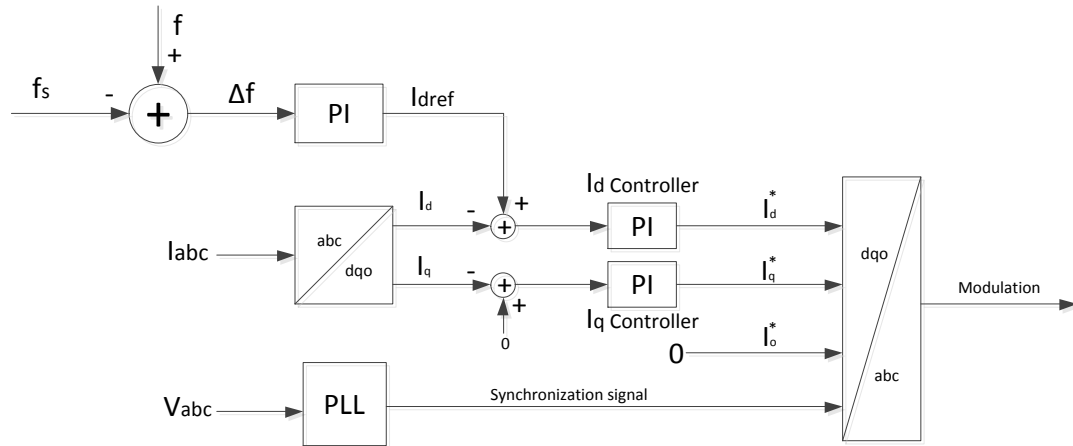 f
+
fs
-
+
Δf
PI
Idref
Iabc
abc
dqo
Id
-
+
+
Iq
-
+
+
0
Id Controller
PI
PI
Iq Controller
Id*
Iq*
0
Io*
Vabc
PLL
Synchronization signal
dqo
abc
Modulation